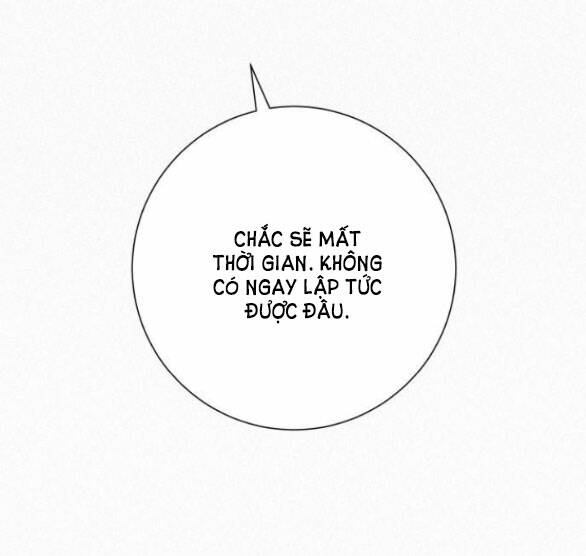 CHẮC SẼ MẤT
THỜI GIAN. KHÔNG
CÓ NGAY LẬP TỨC
ĐƯỢC ĐÂU.